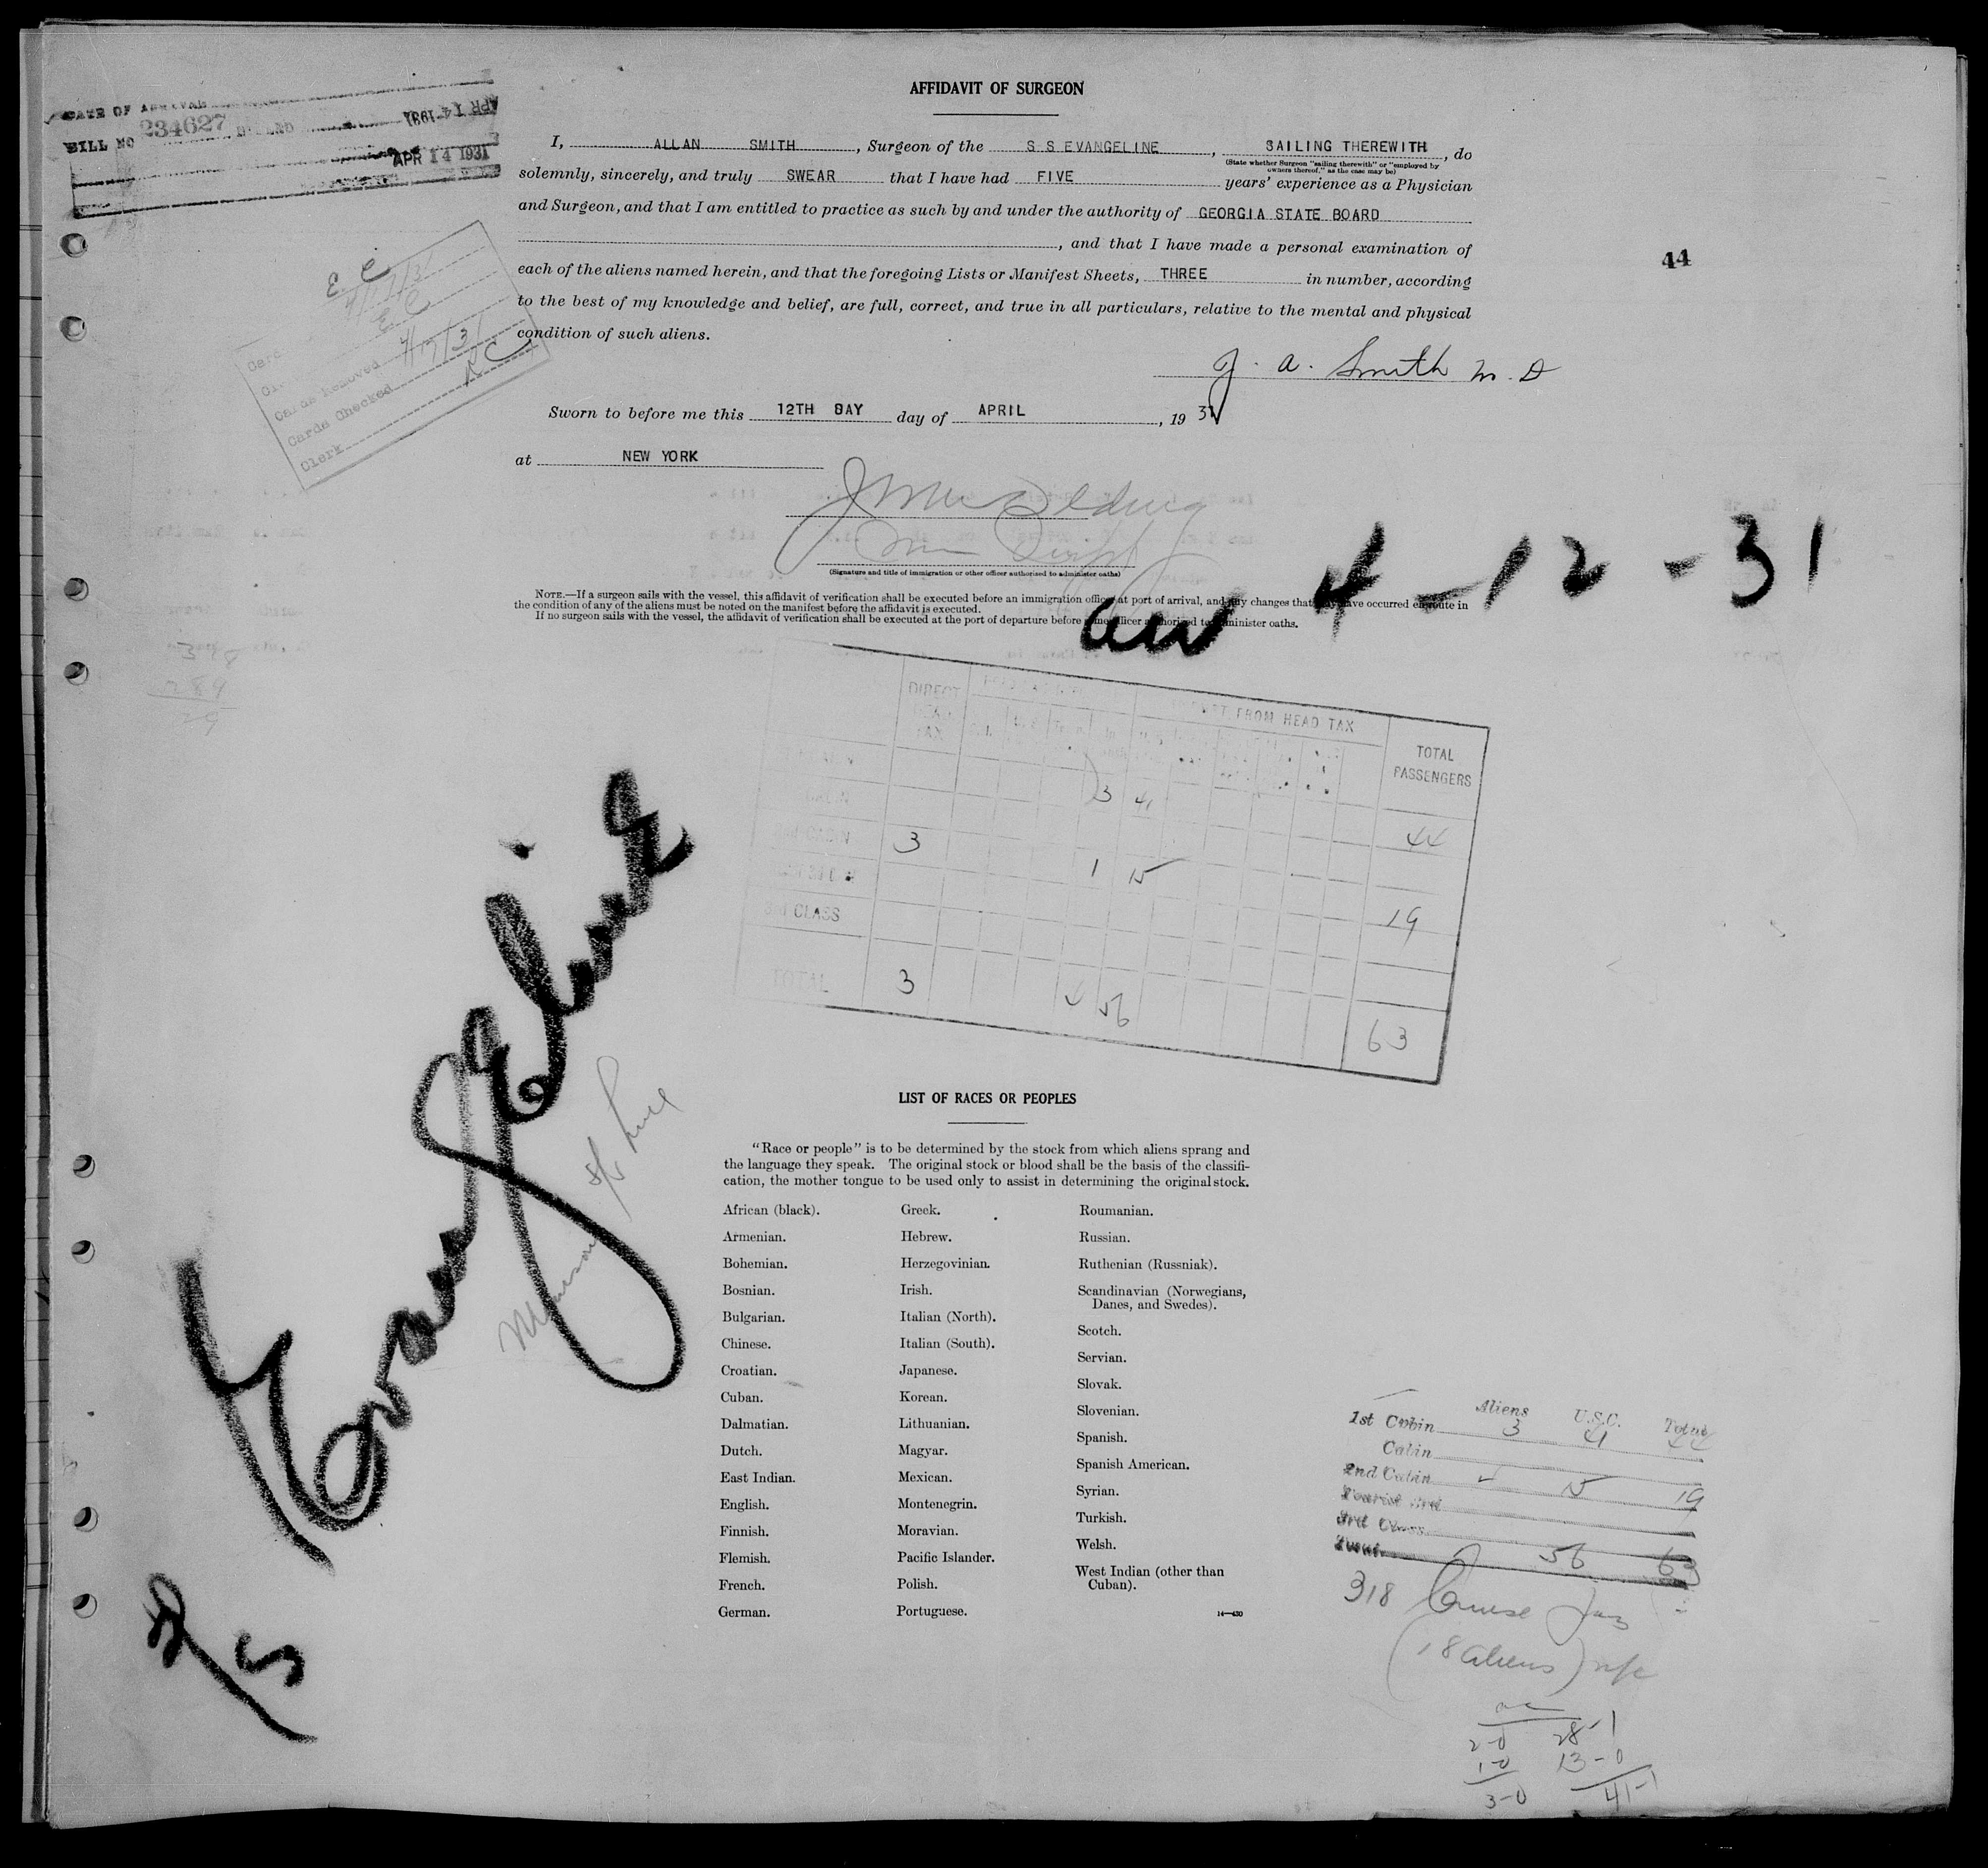 AFFIDAVIT OF SURGEON
DATE OF ARRIVAL
BILL NO 234627
APR 14 1931
APR 14 1931
I, ALLAN SMITH, Surgeon of the S S EVANGELINE, SAILING THEREWITH, do
(State whether Surgeon "sailing therewith" or "employed by
owners thereof," as the case may be)
solemnly, sincerely, and truly SWEAR that I have had FIVE years' experience as a Physician
and Surgeon, and that I am entitled to practice as such by and under the authority of GEORGIA STATE BOARD
, and that I have made a personal examination of
each of the aliens named herein, and that the foregoing Lists or Manifest Sheets, THREE in number, according
to the best of my knowledge and belief, are full, correct, and true in all particulars, relative to the mental and physical
condition of such aliens.
44
E C
Cards Removed 4/17/31
Cards Checked
Clerk
J. A. Smith M. D
Sworn to before me this 12TH DAY day of APRIL, 19 31
at NEW YORK
(Signature and title of immigration or other officer authorized to administer oaths)
NOTE.—If a surgeon sails with the vessel, this affidavit of verification shall be executed before an immigration officer at port of arrival, and any changes that may have occurred en route in
the condition of any of the aliens must be noted on the manifest before the affidavit is executed.
If no surgeon sails with the vessel, the affidavit of verification shall be executed at the port of departure before some officer authorized to administer oaths.
4-12-31
DIRECT HEAD TAX
EXEMPT FROM HEAD TAX
TOTAL PASSENGERS
3 41 44
2nd CABIN 3 1 15 19
3rd CLASS
TOTAL 3 4 56 63
Evangeline
Munson S/S Line
LIST OF RACES OR PEOPLES
"Race or people" is to be determined by the stock from which aliens sprang and
the language they speak. The original stock or blood shall be the basis of the classifi-
cation, the mother tongue to be used only to assist in determining the original stock.
African (black).
Armenian.
Bohemian.
Bosnian.
Bulgarian.
Chinese.
Croatian.
Cuban.
Dalmatian.
Dutch.
East Indian.
English.
Finnish.
Flemish.
French.
German.
Greek.
Hebrew.
Herzegovinian.
Irish.
Italian (North).
Italian (South).
Japanese.
Korean.
Lithuanian.
Magyar.
Mexican.
Montenegrin.
Moravian.
Pacific Islander.
Polish.
Portuguese.
Roumanian.
Russian.
Ruthenian (Russniak).
Scandinavian (Norwegians,
Danes, and Swedes).
Scotch.
Servian.
Slovak.
Slovenian.
Spanish.
Spanish American.
Syrian.
Turkish.
Welsh.
West Indian (other than
Cuban).
14—430
Aliens U.S.C. Total
1st Cabin 3 41 44
Cabin
2nd Cabin 4 15 19
Tourist 3rd
3rd Class
56 63
318 Cruise
(18 Aliens)
2-0 28-1
1-0 13-0
3-0 41-1